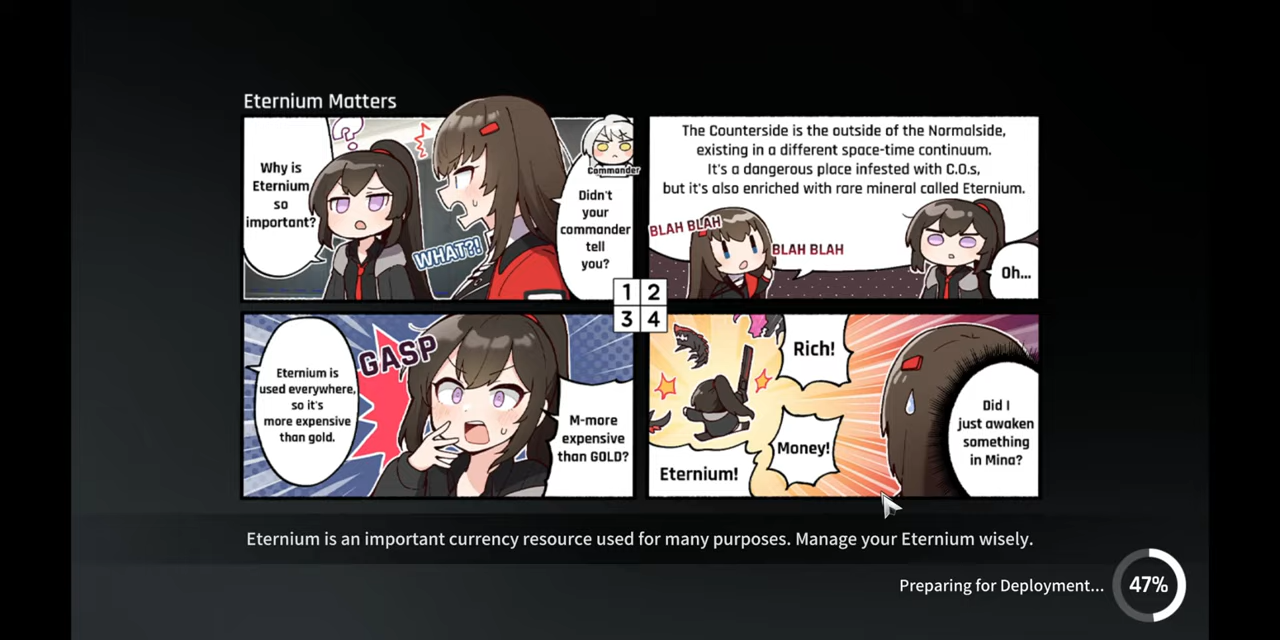 Eternium Matters
Why is
Eternium
so
important?
?
WHAT?!
Commander
Didn't
your
commander
tell
you?
The Counterside is the outside of the Normalside,
existing in a different space-time continuum.
It's a dangerous place infested with C.O.s,
but it's also enriched with rare mineral called Eternium.
BLAH BLAH
BLAH BLAH
Oh...
1 2
3 4
Eternium is
used everywhere,
so it's
more expensive
than gold.
GASP
M-more
expensive
than GOLD?
Rich!
Money!
Eternium!
Did I
just awaken
something
in Mina?
Eternium is an important currency resource used for many purposes. Manage your Eternium wisely.
Preparing for Deployment... 47%